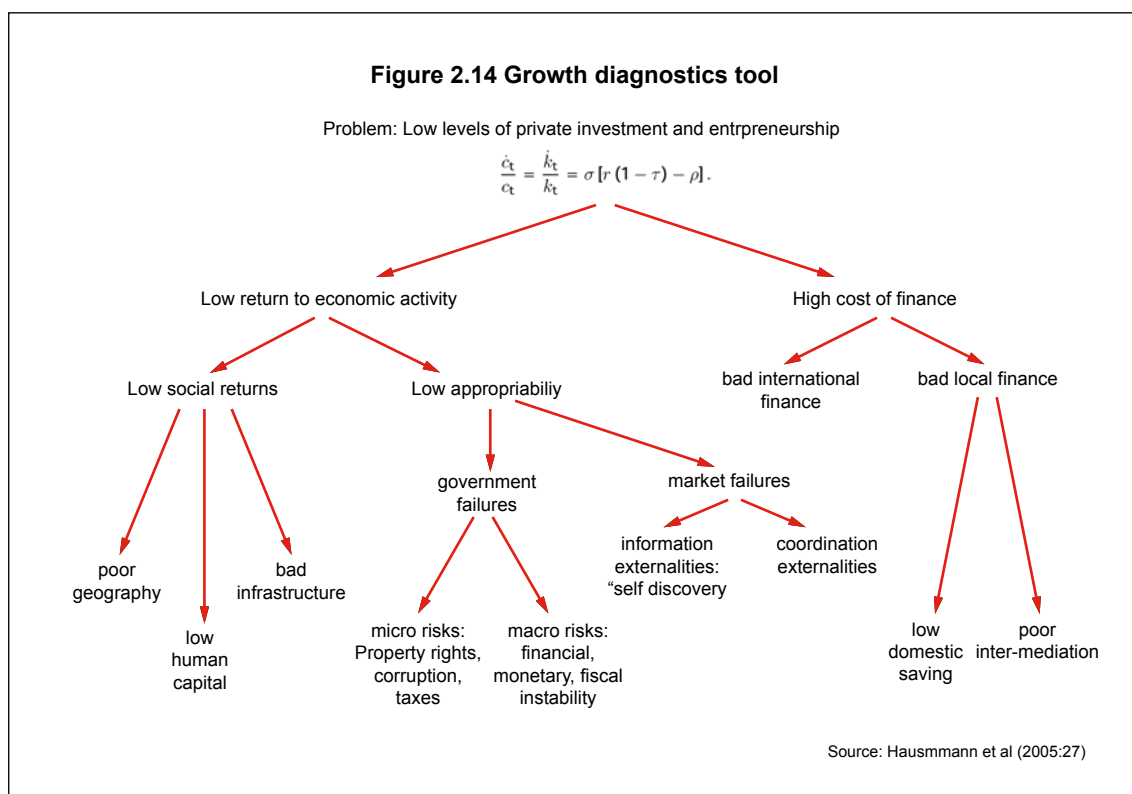 Figure 2.14 Growth diagnostics tool
Problem: Low levels of private investment and entrpreneurship
ċₜ/cₜ = k̇ₜ/kₜ = σ [r (1 − τ) − ρ] .
Low return to economic activity
High cost of finance
Low social returns
Low appropriabiliy
bad international
finance
bad local finance
government
failures
market failures
poor
geography
low
human
capital
bad
infrastructure
micro risks:
Property rights,
corruption,
taxes
macro risks:
financial,
monetary, fiscal
instability
information
externalities:
“self discovery
coordination
externalities
low
domestic
saving
poor
inter-mediation
Source: Hausmmann et al (2005:27)